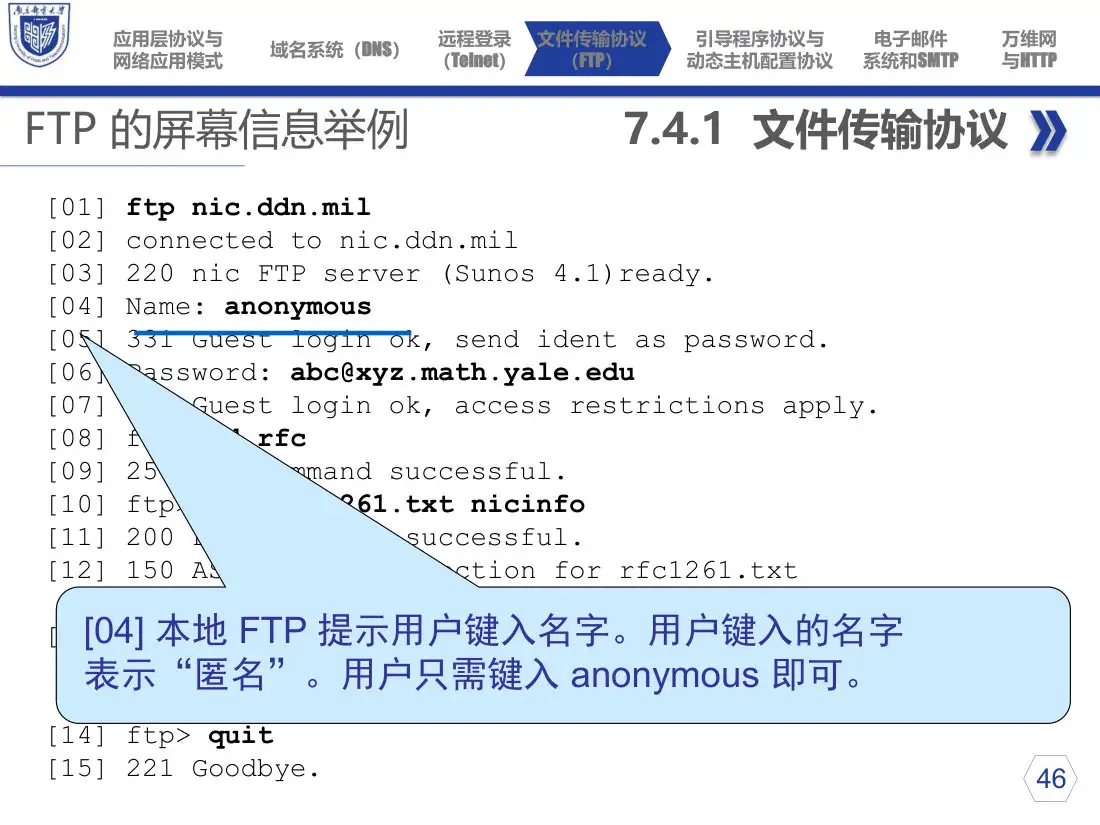 应用层协议与
网络应用模式
域名系统（DNS）
远程登录
（Telnet）
文件传输协议
（FTP）
引导程序协议与
动态主机配置协议
电子邮件
系统和SMTP
万维网
与HTTP
FTP 的屏幕信息举例
7.4.1 文件传输协议
[01] ftp nic.ddn.mil
[02] connected to nic.ddn.mil
[03] 220 nic FTP server (Sunos 4.1)ready.
[04] Name: anonymous
[05] 331 Guest login ok, send ident as password.
[06] Password: abc@xyz.math.yale.edu
[07] Guest login ok, access restrictions apply.
[08] rfc
[09] successful.
[10] ftp nicinfo
[11] 200 successful.
[12] 150 for rfc1261.txt
[04] 本地 FTP 提示用户键入名字。用户键入的名字
表示“匿名”。用户只需键入 anonymous 即可。
[14] ftp> quit
[15] 221 Goodbye.
46